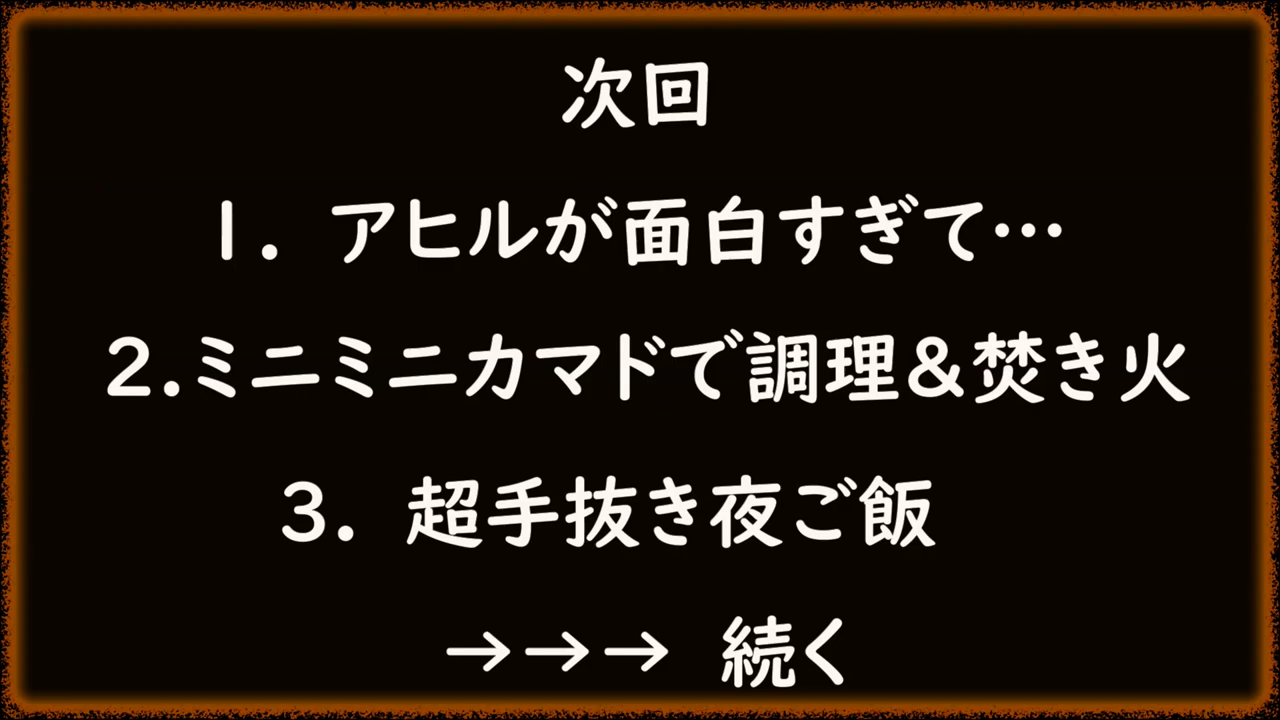 次回
1. アヒルが面白すぎて…
2.ミニミニカマドで調理&焚き火
3. 超手抜き夜ご飯
→→→ 続く